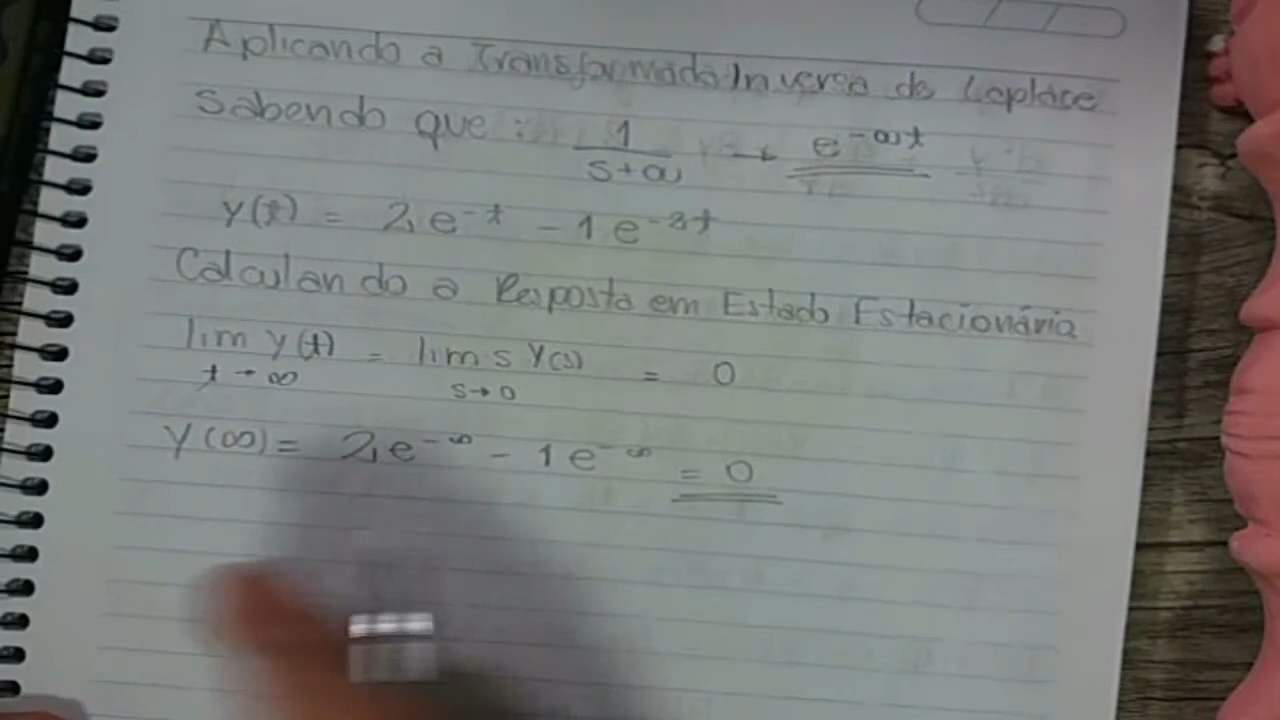 Aplicando a Transformada Inversa de Laplace
Sabendo que : 1/(s+a) → e^-at
y(t) = 2e^-t - 1e^-2t
Calculando a Resposta em Estado Estacionária
lim y(t) = lim s Y(s) = 0
t→∞ s→0
y(∞) = 2e^-∞ - 1e^-∞ = 0